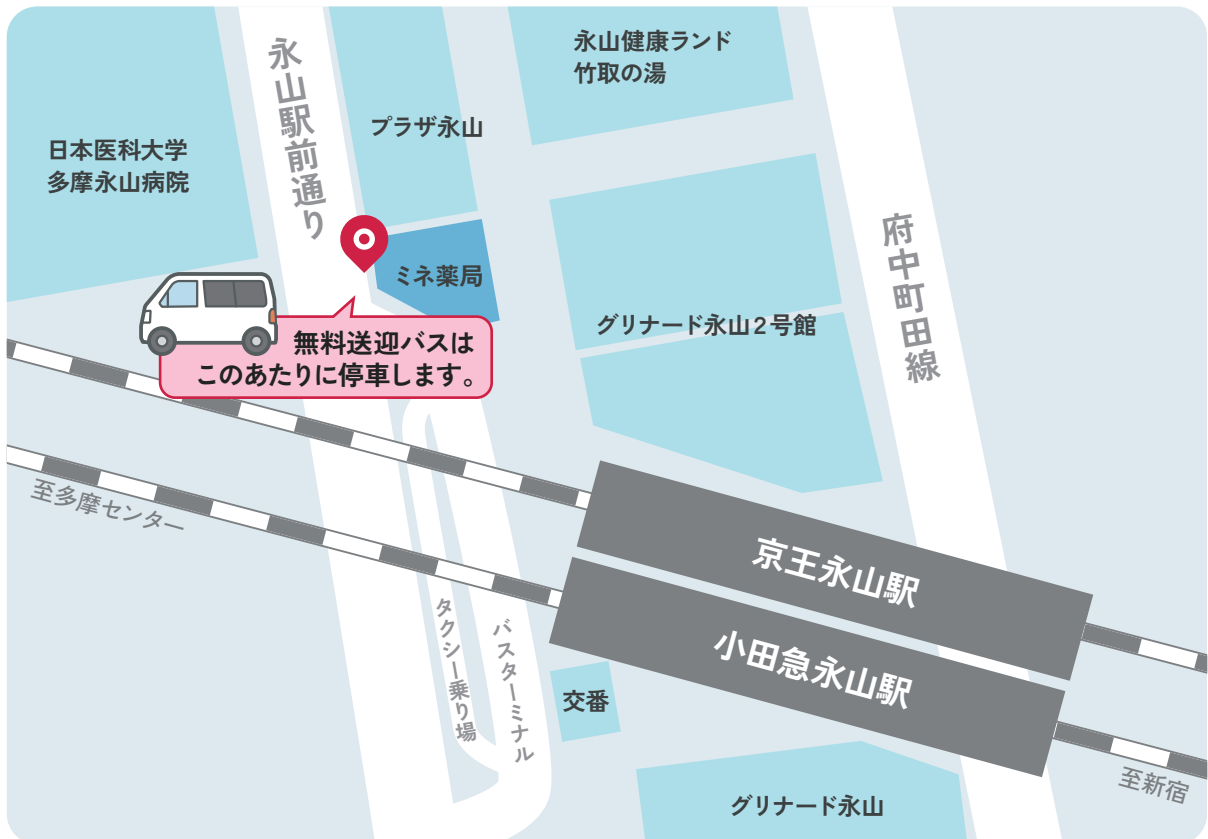 永山健康ランド
竹取の湯
永山駅前通り
プラザ永山
日本医科大学
多摩永山病院
府中町田線
ミネ薬局
グリナード永山2号館
無料送迎バスは
このあたりに停車します。
至多摩センター
京王永山駅
小田急永山駅
タクシー乗り場
バスターミナル
交番
至新宿
グリナード永山